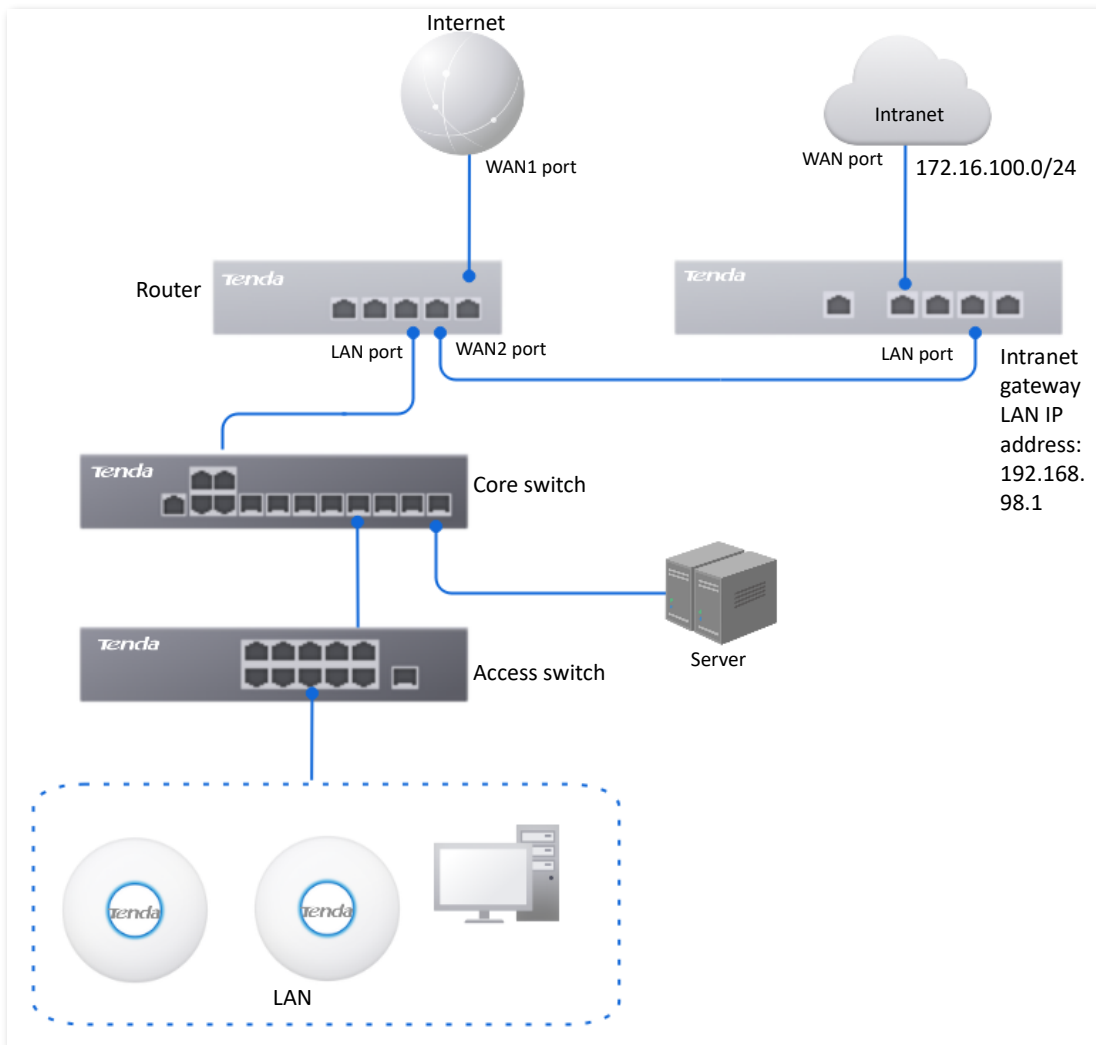 Internet
Intranet
WAN1 port
WAN port
172.16.100.0/24
Tenda
Tenda
Router
LAN port
WAN2 port
LAN port
Intranet
gateway
LAN IP
address:
192.168.
98.1
Tenda
Core switch
Tenda
Access switch
Server
Tenda
Tenda
LAN